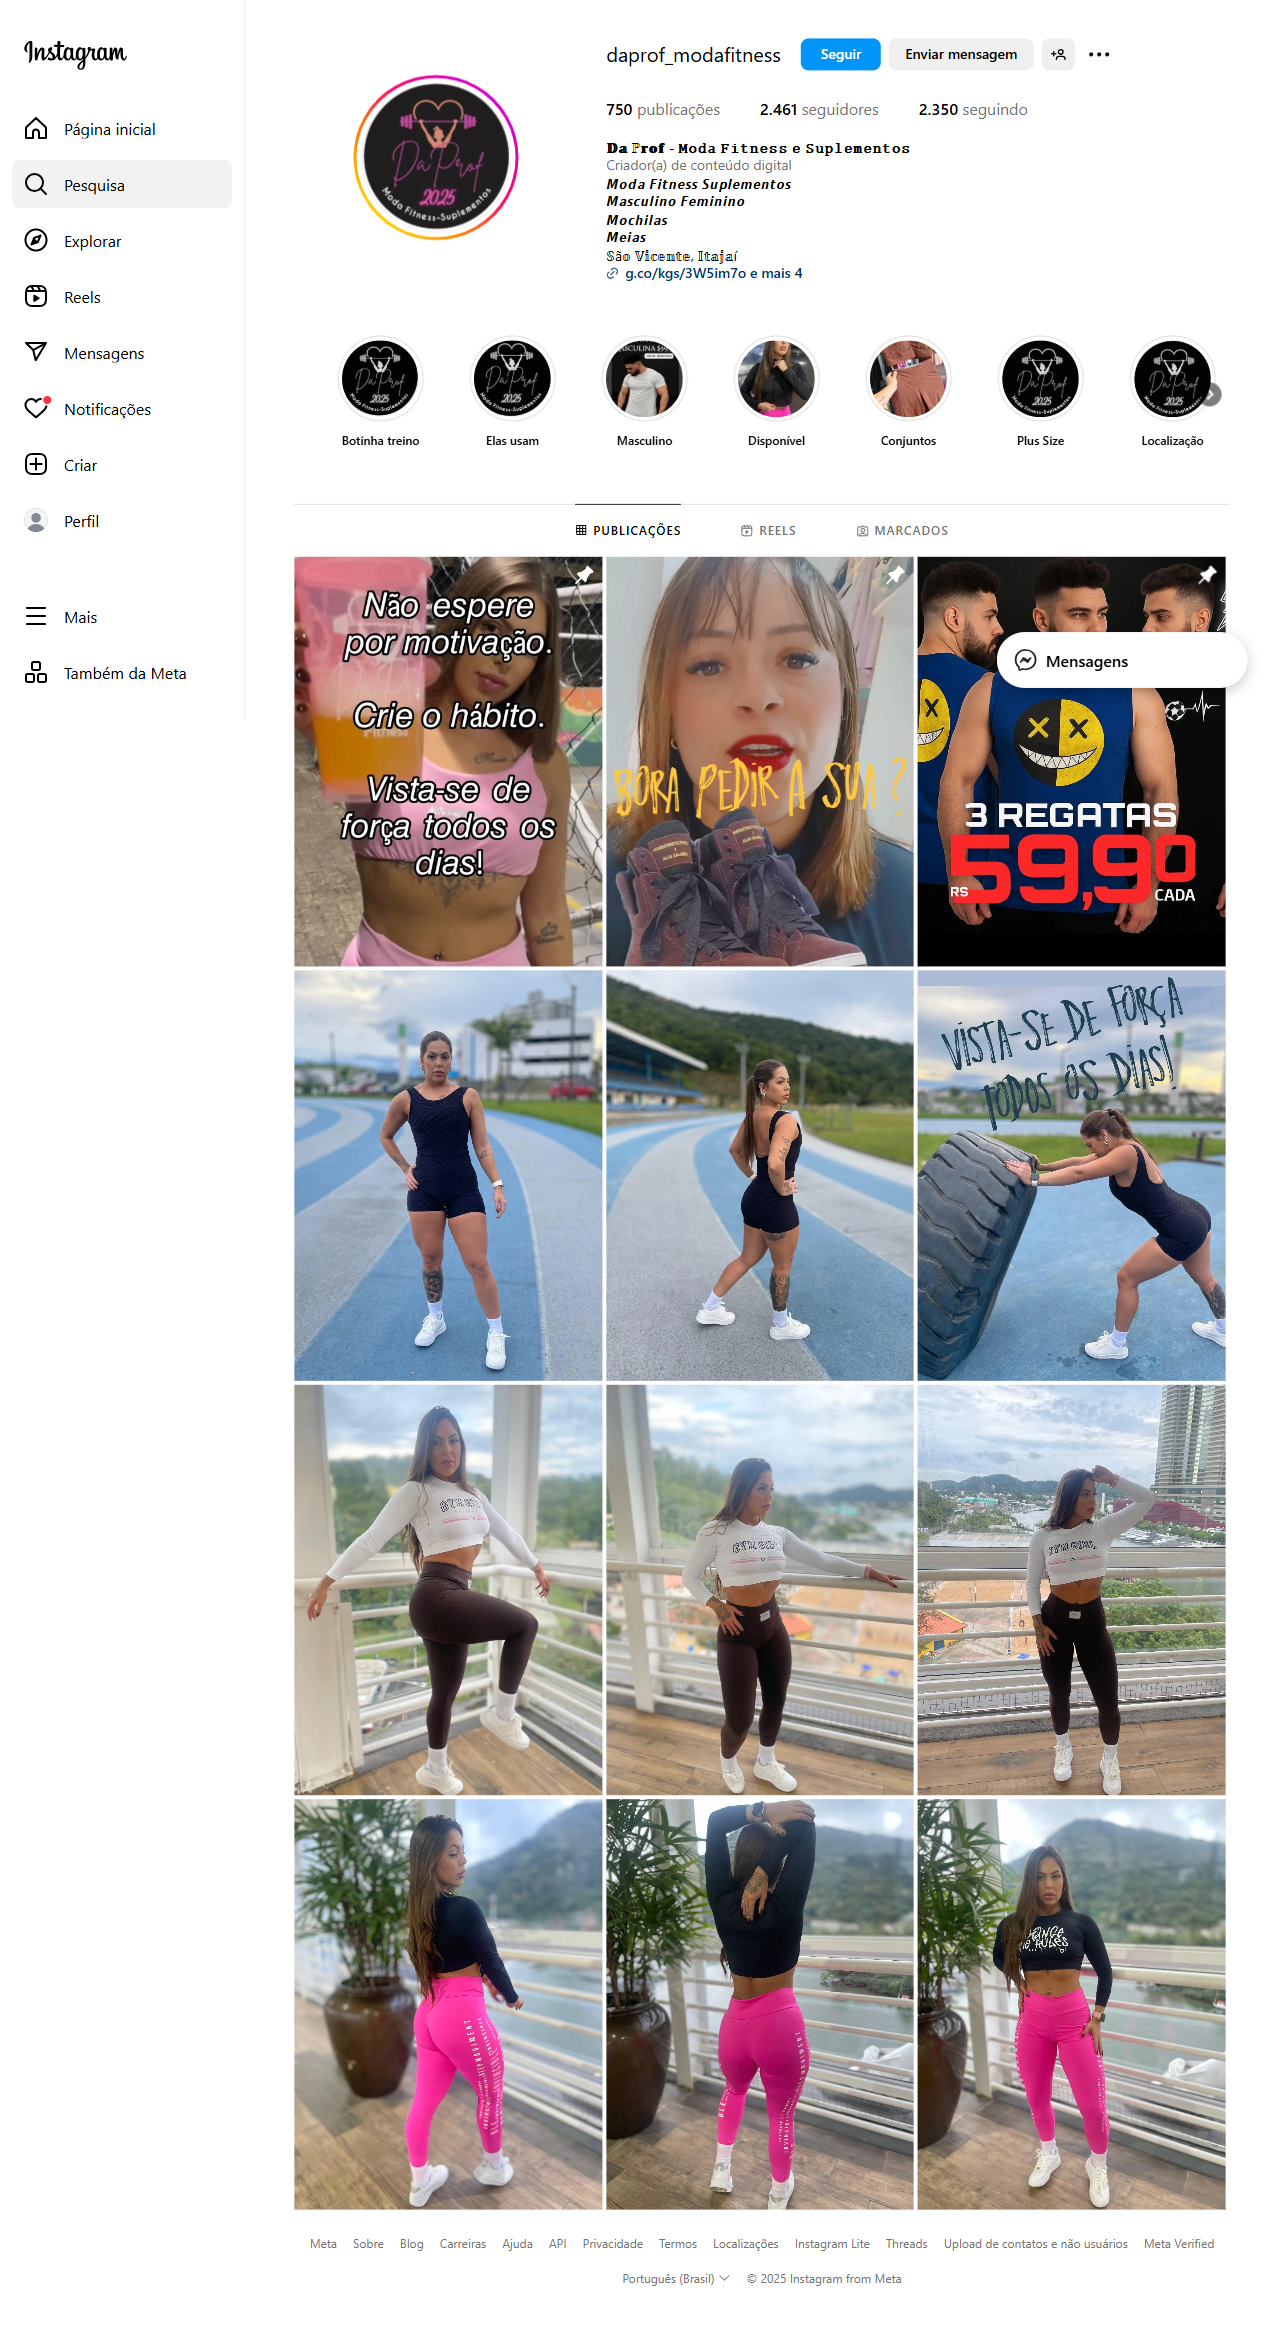 Instagram
Página inicial
Pesquisa
Explorar
Reels
Mensagens
Notificações
Criar
Perfil
Mais
Também da Meta
daprof_modafitness
Seguir
Enviar mensagem
750 publicações
2.461 seguidores
2.350 seguindo
𝐃𝐚 ℙ𝐫𝐨𝐟 - Moda Fitness e Suplementos
Criador(a) de conteúdo digital
Moda Fitness Suplementos
Masculino Feminino
Mochilas
Meias
São Vicente, Itajaí
g.co/kgs/3W5im7o e mais 4
Da Prof
2025
Moda Fitness-Suplementos
Botinha treino
Elas usam
Masculino
Disponível
Conjuntos
Plus Size
Localização
PUBLICAÇÕES
REELS
MARCADOS
Não espere
por motivação.
Crie o hábito.
Vista-se de
força todos os
dias!
BORA PEDIR A SUA ?
3 REGATAS
R$ 59,90
CADA
Mensagens
VISTA-SE DE FORÇA
TODOS OS DIAS!
Meta
Sobre
Blog
Carreiras
Ajuda
API
Privacidade
Termos
Localizações
Instagram Lite
Threads
Upload de contatos e não usuários
Meta Verified
Português (Brasil)
© 2025 Instagram from Meta